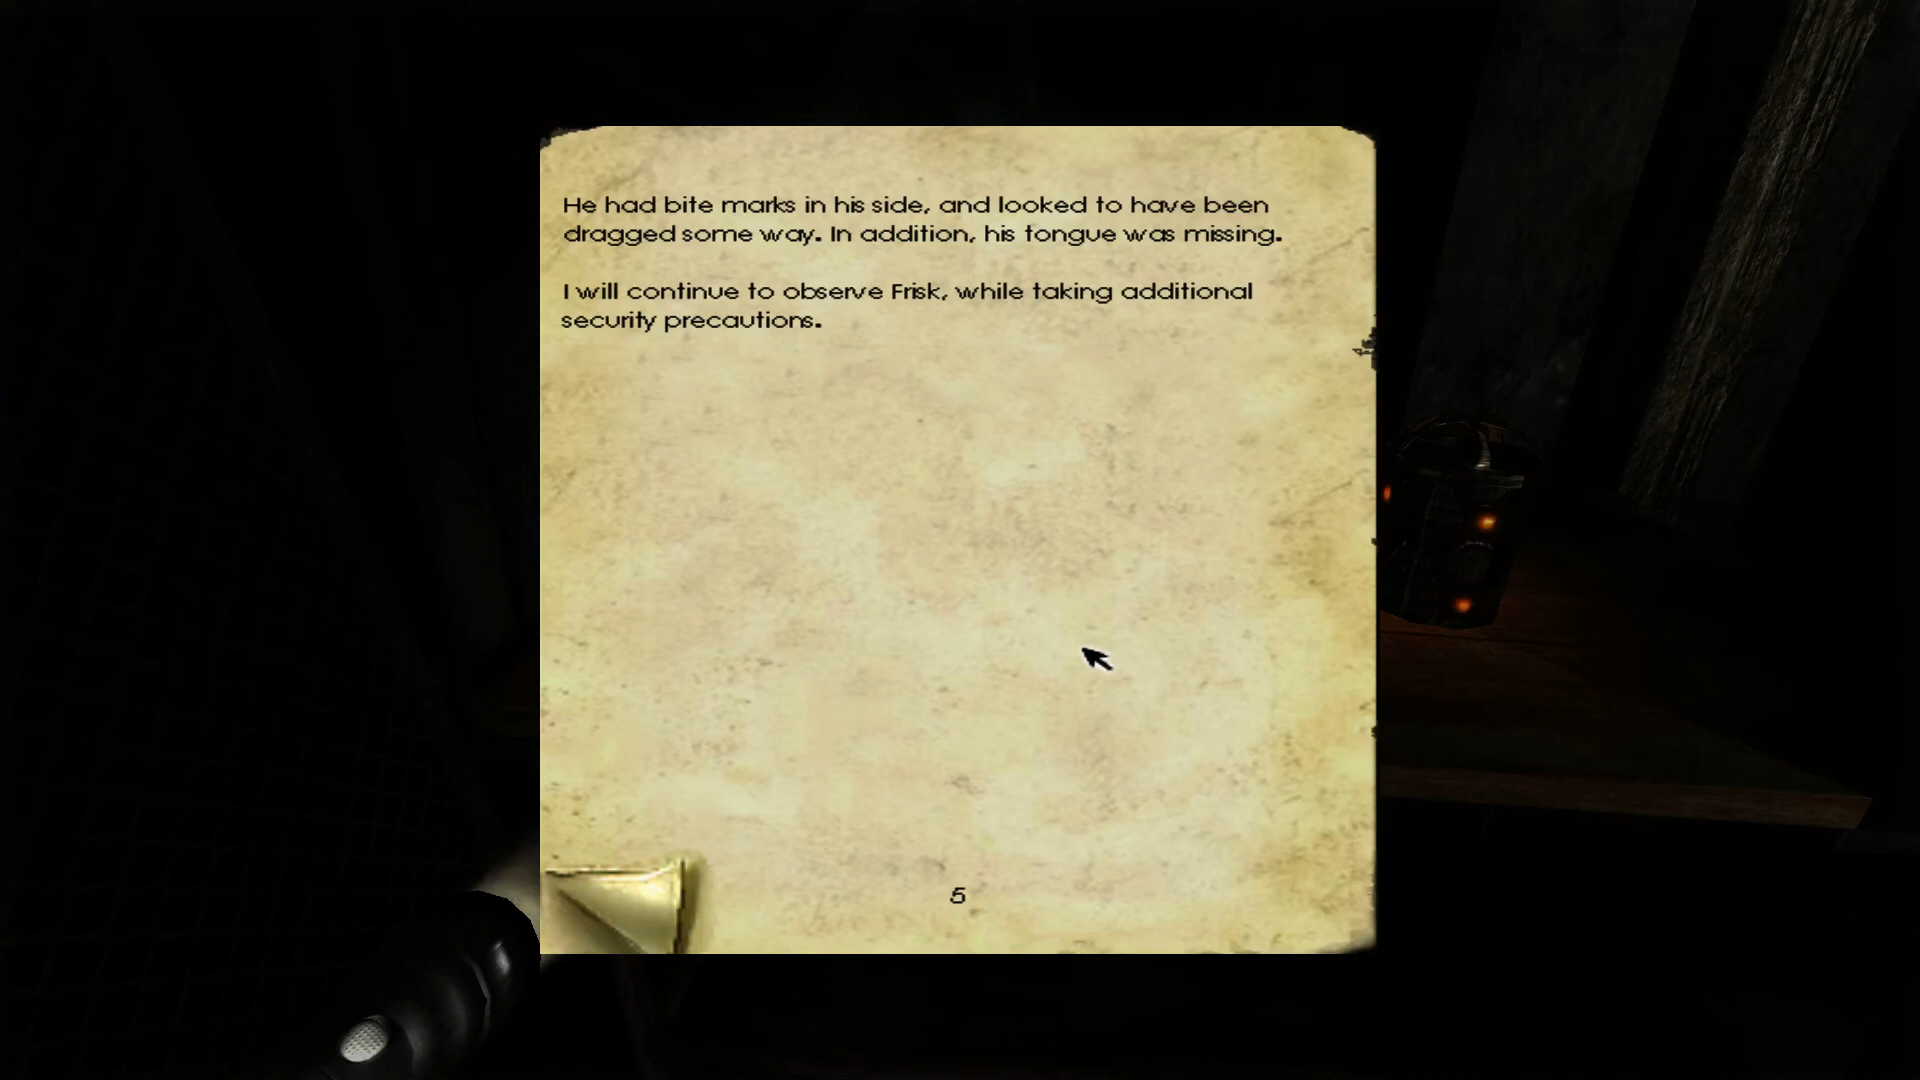 He had bite marks in his side, and looked to have been
dragged some way. In addition, his tongue was missing.
I will continue to observe Frisk, while taking additional
security precautions.
5